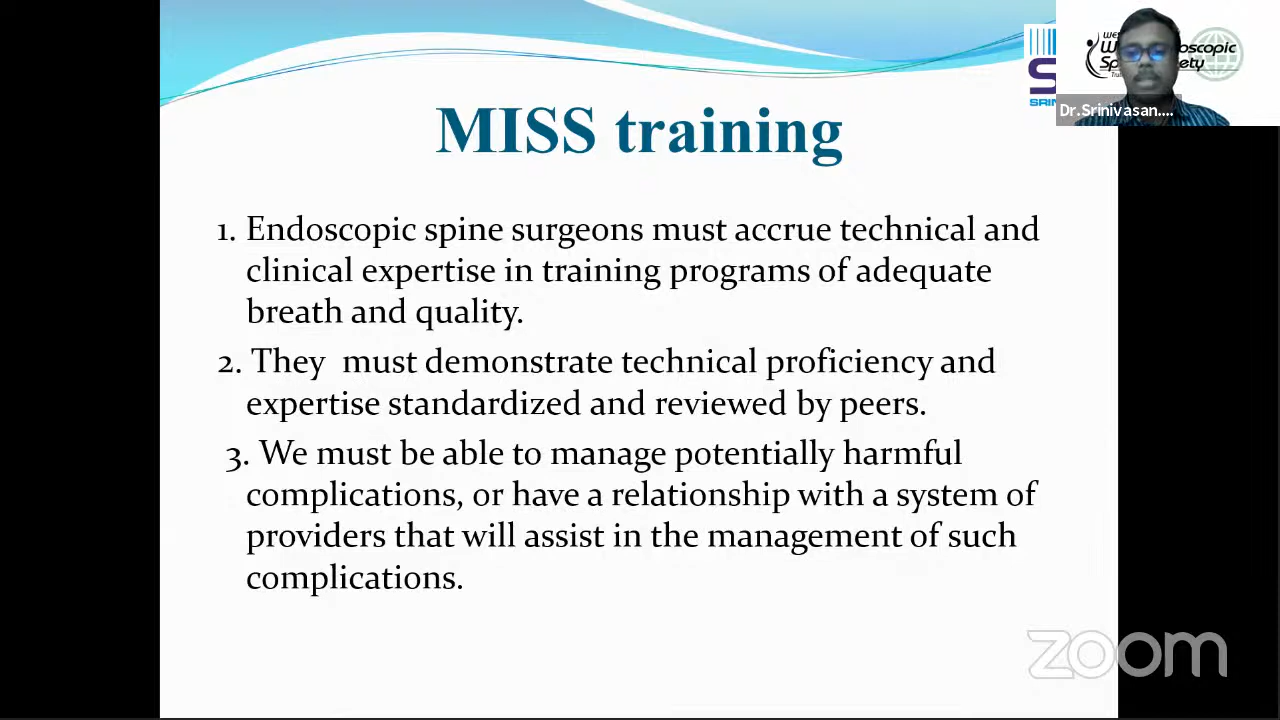 MISS training
1. Endoscopic spine surgeons must accrue technical and
clinical expertise in training programs of adequate
breath and quality.
2. They must demonstrate technical proficiency and
expertise standardized and reviewed by peers.
3. We must be able to manage potentially harmful
complications, or have a relationship with a system of
providers that will assist in the management of such
complications.
Dr.Srinivasan....
zoom